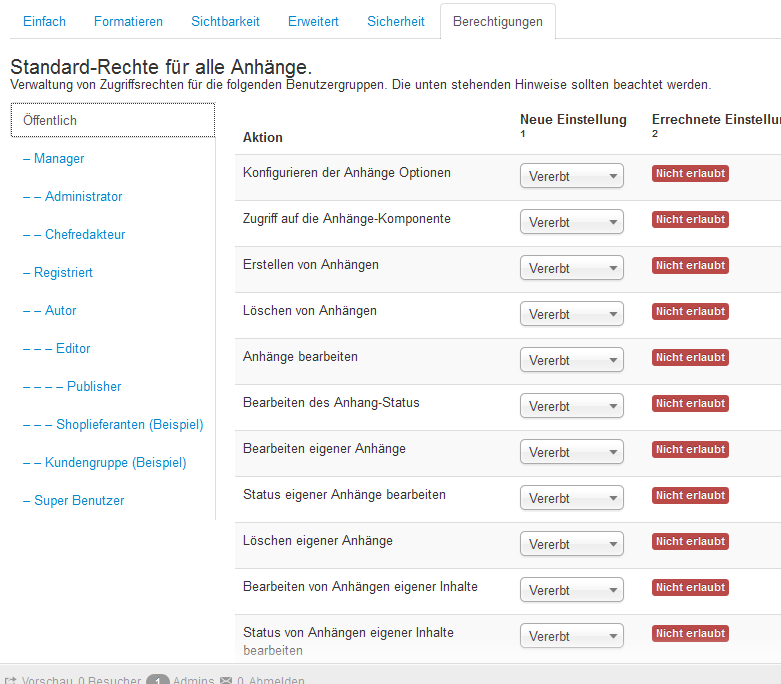 Einfach Formatieren Sichtbarkeit Erweitert Sicherheit Berechtigungen
Standard-Rechte für alle Anhänge.
Verwaltung von Zugriffsrechten für die folgenden Benutzergruppen. Die unten stehenden Hinweise sollten beachtet werden.
Öffentlich
– Manager
– – Administrator
– – Chefredakteur
– Registriert
– – Autor
– – – Editor
– – – – Publisher
– – – Shoplieferanten (Beispiel)
– – Kundengruppe (Beispiel)
– Super Benutzer
Aktion
Neue Einstellung
1
Errechnete Einstellu
2
Konfigurieren der Anhänge Optionen Vererbt Nicht erlaubt
Zugriff auf die Anhänge-Komponente Vererbt Nicht erlaubt
Erstellen von Anhängen Vererbt Nicht erlaubt
Löschen von Anhängen Vererbt Nicht erlaubt
Anhänge bearbeiten Vererbt Nicht erlaubt
Bearbeiten des Anhang-Status Vererbt Nicht erlaubt
Bearbeiten eigener Anhänge Vererbt Nicht erlaubt
Status eigener Anhänge bearbeiten Vererbt Nicht erlaubt
Löschen eigener Anhänge Vererbt Nicht erlaubt
Bearbeiten von Anhängen eigener Inhalte Vererbt Nicht erlaubt
Status von Anhängen eigener Inhalte Vererbt Nicht erlaubt
bearbeiten
Vorschau 0 Besucher 1 Admins 0 Abmelden